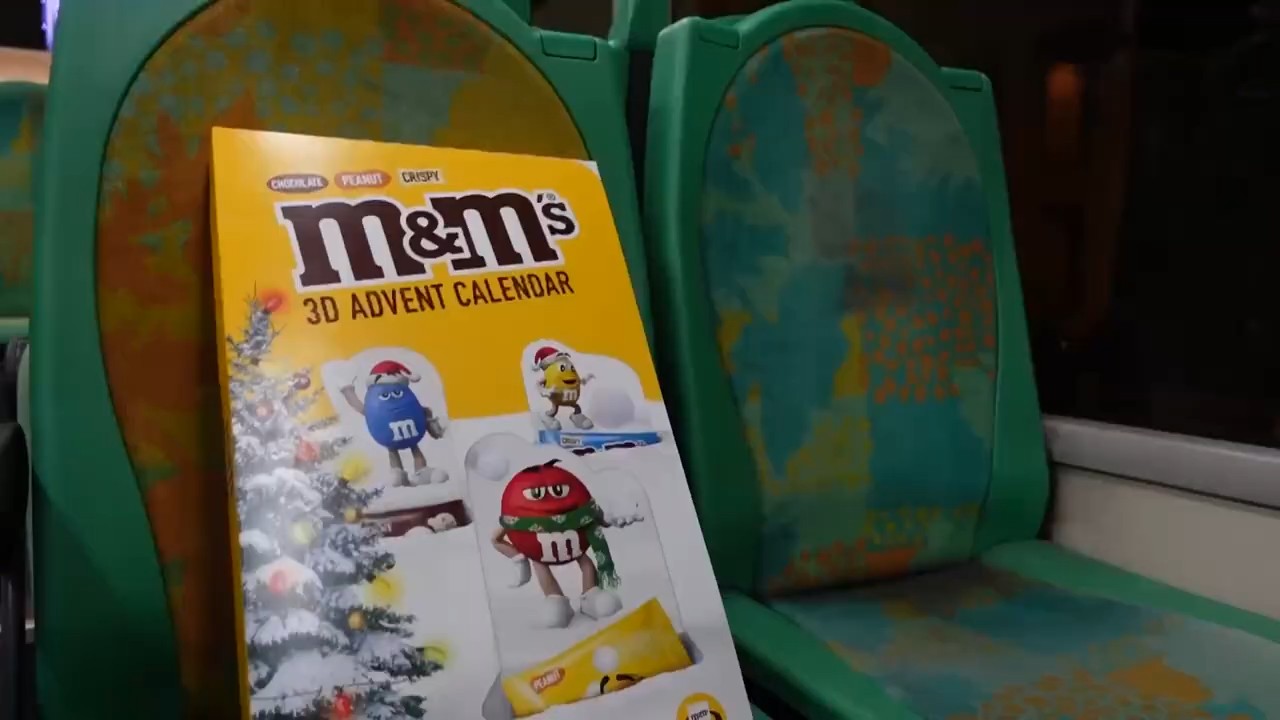 CHOCOLATE PEANUT CRISPY
m&m's®
3D ADVENT CALENDAR
m
m
CRISPY
m
PEANUT